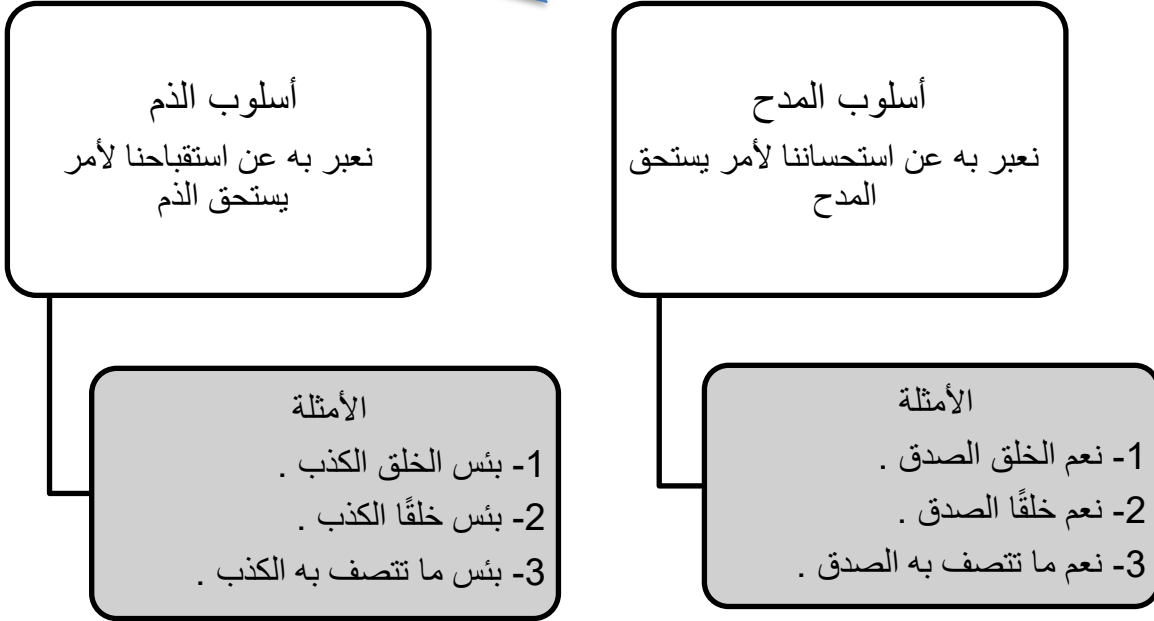 أسلوب المدح
نعبر به عن استحساننا لأمر يستحق
المدح
الأمثلة
1- نعم الخلق الصدق .
2- نعم خلقًا الصدق .
3- نعم ما تتصف به الصدق .
أسلوب الذم
نعبر به عن استقباحنا لأمر
يستحق الذم
الأمثلة
1- بئس الخلق الكذب .
2- بئس خلقًا الكذب .
3- بئس ما تتصف به الكذب .